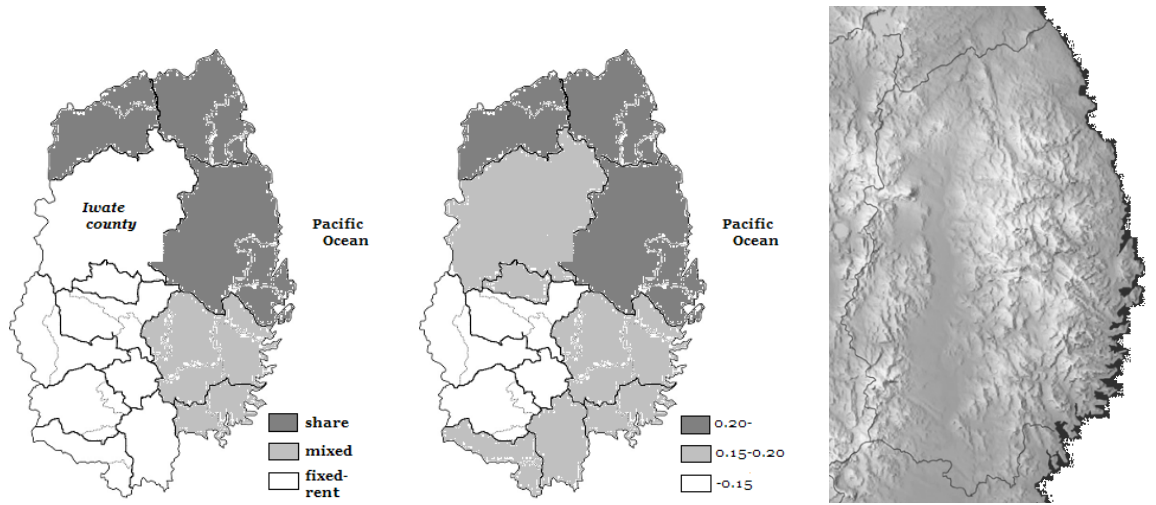 Iwate
county
Pacific
Ocean
share
mixed
fixed-
rent
Pacific
Ocean
0.20-
0.15-0.20
-0.15